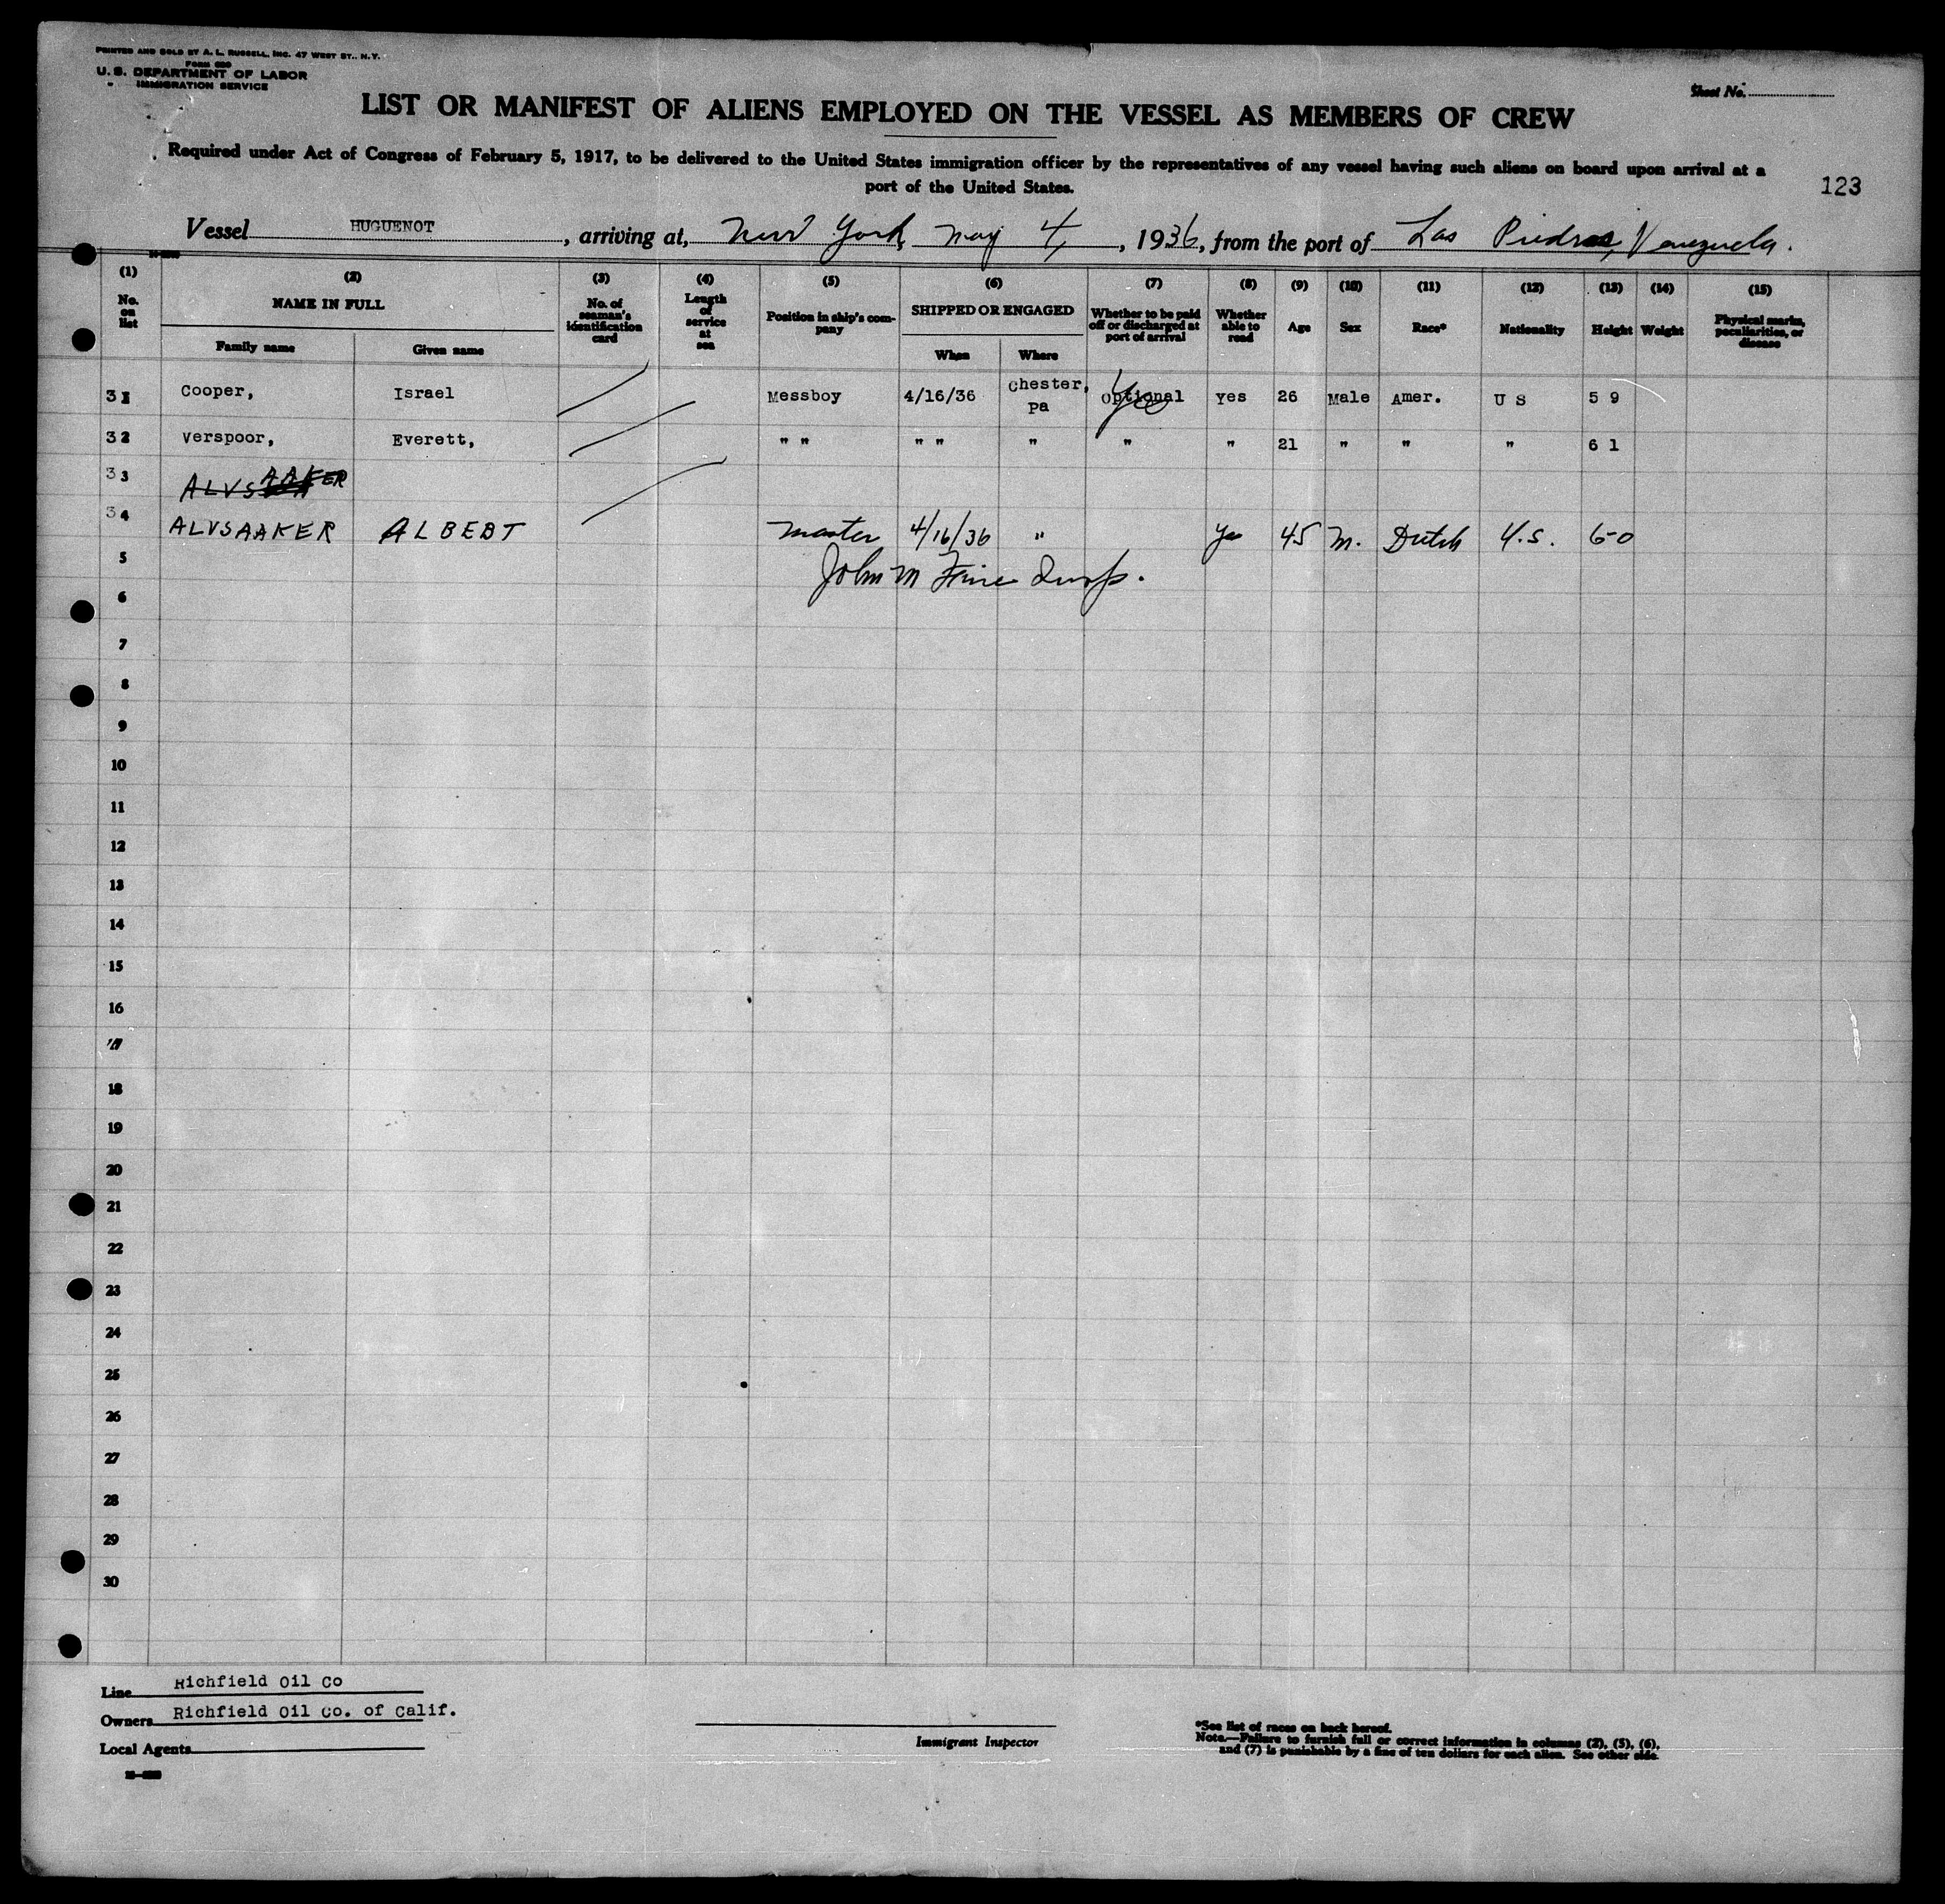 PRINTED AND SOLD BY A. L. RUSSELL, INC. 47 WEST ST., N.Y.
Form 689
U. S. DEPARTMENT OF LABOR
IMMIGRATION SERVICE
Sheet No.
LIST OR MANIFEST OF ALIENS EMPLOYED ON THE VESSEL AS MEMBERS OF CREW
Required under Act of Congress of February 5, 1917, to be delivered to the United States immigration officer by the representatives of any vessel having such aliens on board upon arrival at a
port of the United States.
123
Vessel HUGUENOT, arriving at, New York, May 4, 1936, from the port of Las Piedras, Venezuela.
(1) (2) (3) (4) (5) (6) (7) (8) (9) (10) (11) (12) (13) (14) (15)
No. on list NAME IN FULL No. of seaman's identification card Length of service at sea Position in ship's company SHIPPED OR ENGAGED Whether to be paid off or discharged at port of arrival Whether able to read Age Sex Race* Nationality Height Weight Physical marks, peculiarities, or disease
Family name Given name When Where
31 Cooper, Israel Messboy 4/16/36 Chester, Pa Optional Yes Yes 26 Male Amer. U S 5 9
32 Verspoor, Everett, " " " " " " " 21 " " " 6 1
33 ALVSAAKER
34 ALVSAAKER ALBEBT Master 4/16/36 " Yes 45 M. Dutch U.S. 6-0
5 John M
6
7
8
9
10
11
12
13
14
15
16
17
18
19
20
21
22
23
24
25
26
27
28
29
30
Line Richfield Oil Co
Owners Richfield Oil Co. of Calif.
Local Agents
Immigrant Inspector
*See list of races on back hereof.
Note.—Failure to furnish full or correct information in columns (2), (5), (6),
and (7) is punishable by a fine of ten dollars for each alien. See other side.